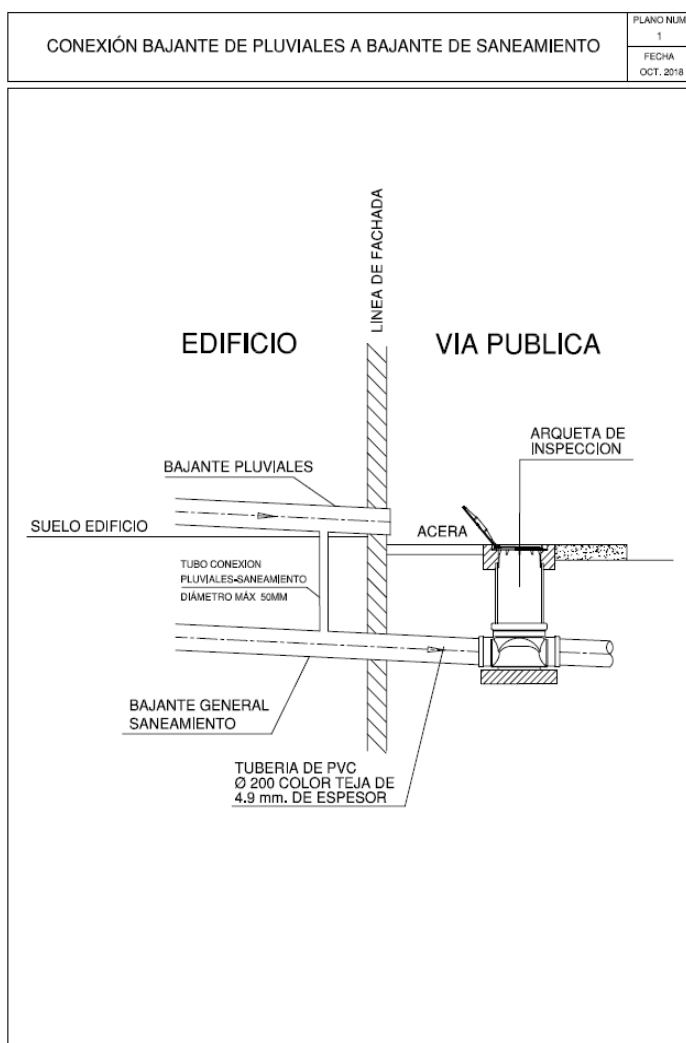 CONEXIÓN BAJANTE DE PLUVIALES A BAJANTE DE SANEAMIENTO
PLANO NUM
1
FECHA
OCT. 2018
LINEA DE FACHADA
EDIFICIO
VIA PUBLICA
ARQUETA DE
INSPECCION
BAJANTE PLUVIALES
SUELO EDIFICIO
ACERA
TUBO CONEXION
PLUVIALES-SANEAMIENTO
DIÁMETRO MÁX 50MM
BAJANTE GENERAL
SANEAMIENTO
TUBERIA DE PVC
Ø 200 COLOR TEJA DE
4.9 mm. DE ESPESOR